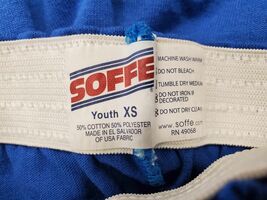 SOFFE
Youth XS
50% COTTON 50% POLYESTER
MADE IN EL SALVADOR
OF USA FABRIC
MACHINE WASH WARM
DO NOT BLEACH
TUMBLE DRY MEDIUM
DO NOT IRON IF
DECORATED
DO NOT DRY CLEAN
www.soffe.com
RN 49068